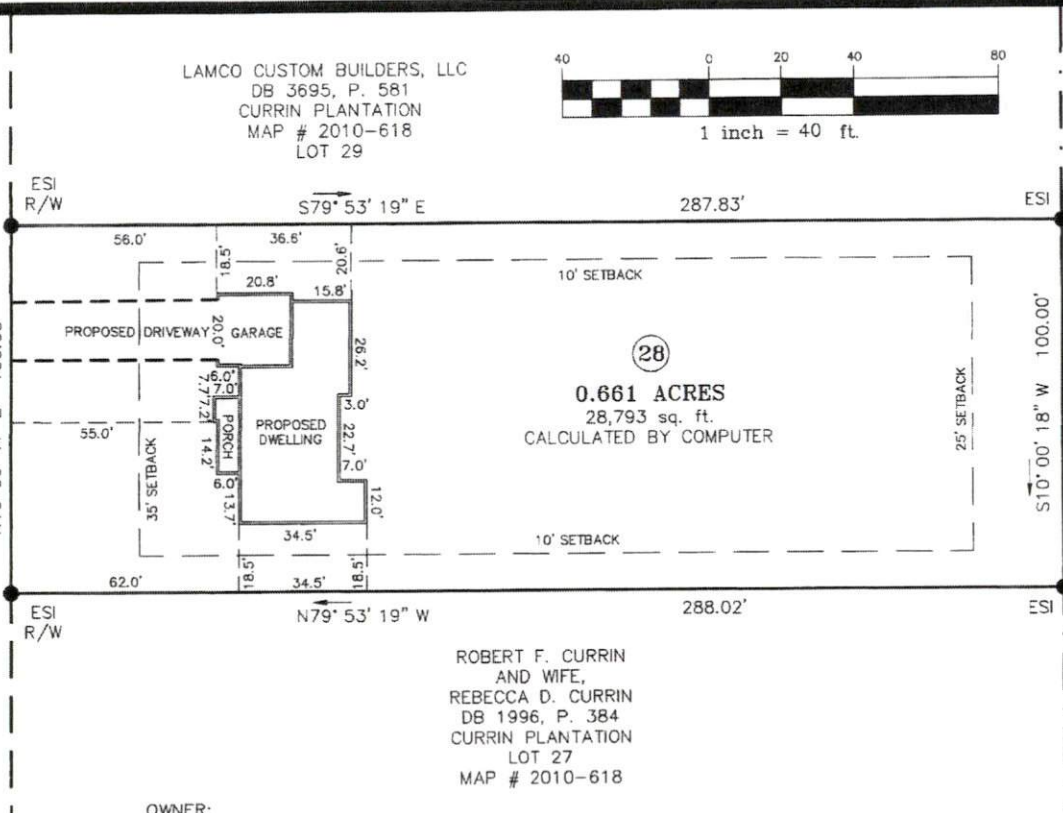 LAMCO CUSTOM BUILDERS, LLC
DB 3695, P. 581
CURRIN PLANTATION
MAP # 2010-618
LOT 29
40 0 20 40 80
1 inch = 40 ft.
ESI
R/W
S79° 53' 19" E
287.83'
ESI
56.0'
36.6'
18.5'
20.6'
20.8'
15.8'
10' SETBACK
PROPOSED DRIVEWAY
20.0'
GARAGE
26.2'
28
0.661 ACRES
28,793 sq. ft.
CALCULATED BY COMPUTER
6.0'
7.7'
7.0'
7.2'
3.0'
PORCH
PROPOSED
DWELLING
22.7'
55.0'
14.2'
7.0'
6.0'
13.7'
12.0'
35' SETBACK
25' SETBACK
S10° 00' 18" W 100.00'
34.5'
10' SETBACK
18.5'
18.5'
62.0'
34.5'
ESI
R/W
N79° 53' 19" W
288.02'
ESI
ROBERT F. CURRIN
AND WIFE,
REBECCA D. CURRIN
DB 1996, P. 384
CURRIN PLANTATION
LOT 27
MAP # 2010-618
OWNER: